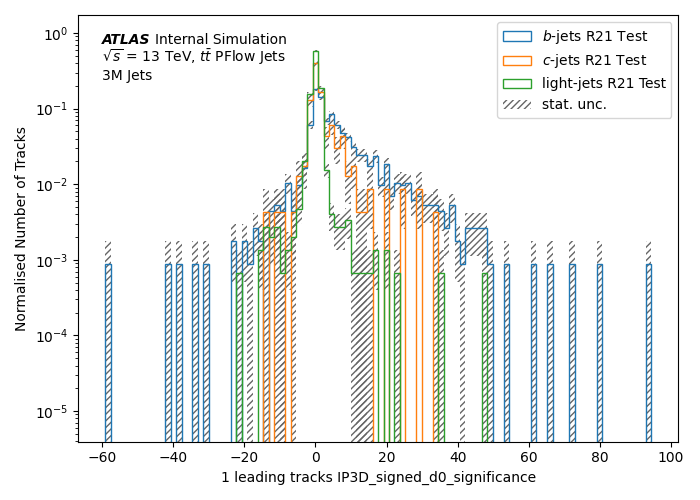 ATLAS Internal Simulation
√s = 13 TeV, tt̄ PFlow Jets
3M Jets
b-jets R21 Test
c-jets R21 Test
light-jets R21 Test
stat. unc.
Normalised Number of Tracks
10⁰
10⁻¹
10⁻²
10⁻³
10⁻⁴
10⁻⁵
−60 −40 −20 0 20 40 60 80 100
1 leading tracks IP3D_signed_d0_significance